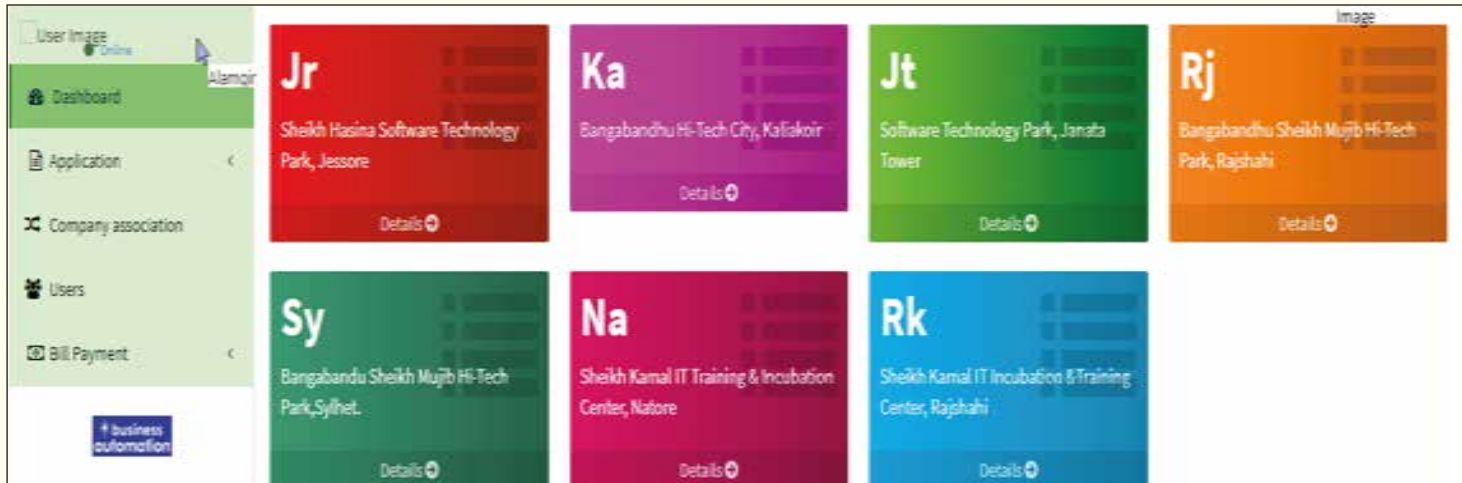 User Image
Online
Dashboard
Application
Company association
Users
Bill Payment
+ business
automation
Image
Jr
Sheikh Hasina Software Technology
Park, Jessore
Details
Ka
Bangabandhu Hi-Tech City, Kaliakoir
Details
Jt
Software Technology Park, Janata
Tower
Details
Rj
Bangabandhu Sheikh Mujib Hi-Tech
Park, Rajshahi
Details
Sy
Bangabandu Sheikh Mujib Hi-Tech
Park,Sylhet.
Details
Na
Sheikh Kamal IT Training & Incubation
Center, Natore
Details
Rk
Sheikh Kamal IT Incubation &Training
Center, Rajshahi
Details